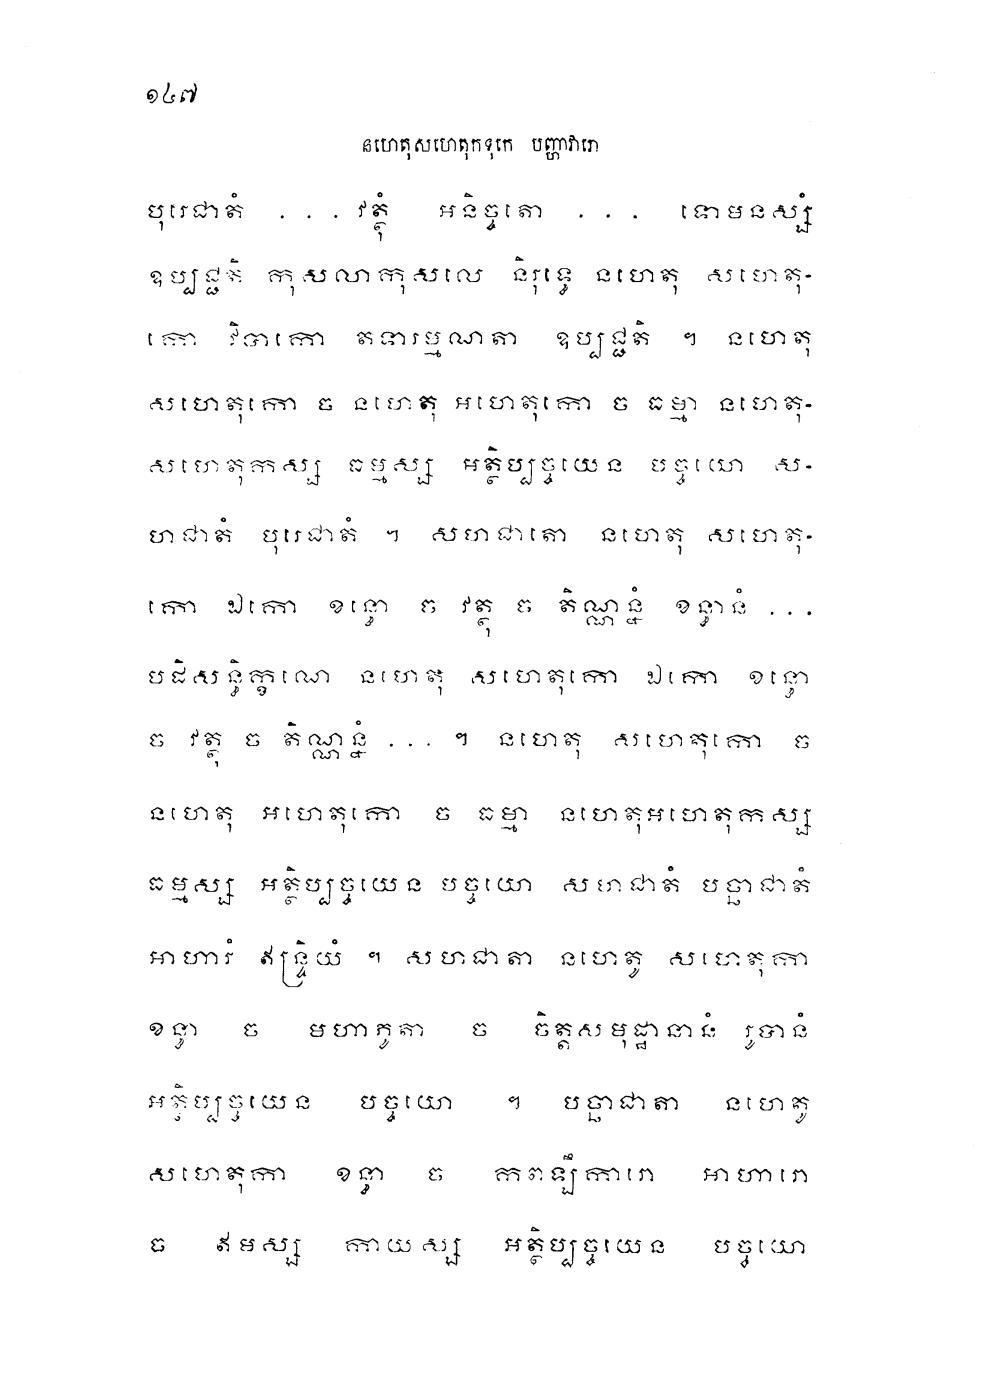 ១៤៧
នហេតុសហេតុកទុកេ បញ្ហាវារោ
បុរេជាតំ ... វត្ថុំ អនិច្ចតោ ... ទោមនស្សំ
ឧប្បជ្ជតិ កុសលាកុសលេ និរុទ្ធេ នហេតុ សហេតុ-
កោ វិបាកោ តទារម្មណតា ឧប្បជ្ជតិ ។ នហេតុ
សហេតុកោ ច នហេតុ អហេតុកោ ច ធម្មា នហេតុ-
សហេតុកស្ស ធម្មស្ស អត្ថិប្បច្ចយេន បច្ចយោ ស-
ហជាតំ បុរេជាតំ ។ សហជាតោ នហេតុ សហេតុ-
កោ ឯកោ ខន្ធោ ច វត្ថុ ច តិណ្ណន្នំ ខន្ធានំ ...
បដិសន្ធិក្ខណេ នហេតុ សហេតុកោ ឯកោ ខន្ធោ
ច វត្ថុ ច តិណ្ណន្នំ ... ។ នហេតុ សហេតុកោ ច
នហេតុ អហេតុកោ ច ធម្មា នហេតុអហេតុកស្ស
ធម្មស្ស អត្ថិប្បច្ចយេន បច្ចយោ សហជាតំ បច្ឆាជាតំ
អាហារំ ឥន្ទ្រិយំ ។ សហជាតា នហេតូ សហេតុកា
ខន្ធា ច មហាភូតា ច ចិត្តសមុដ្ឋានានំ រូបានំ
អត្ថិប្បច្ចយេន បច្ចយោ ។ បច្ឆាជាតា នហេតូ
សហេតុកា ខន្ធា ច កពឡឹការោ អាហារោ
ច ឥមស្ស កាយស្ស អត្ថិប្បច្ចយេន បច្ចយោ